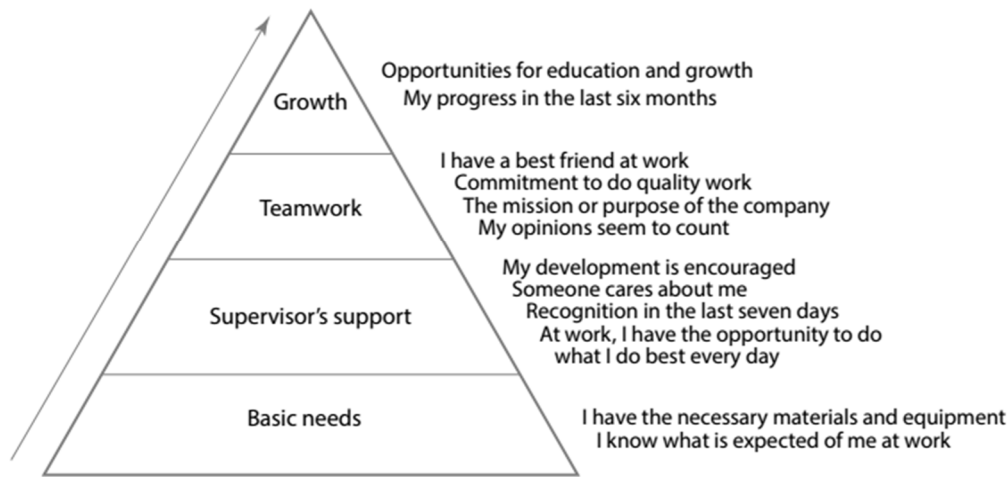 Opportunities for education and growth
Growth
My progress in the last six months
I have a best friend at work
Commitment to do quality work
Teamwork
The mission or purpose of the company
My opinions seem to count
My development is encouraged
Someone cares about me
Supervisor's support
Recognition in the last seven days
At work, I have the opportunity to do
what I do best every day
Basic needs
I have the necessary materials and equipment
I know what is expected of me at work